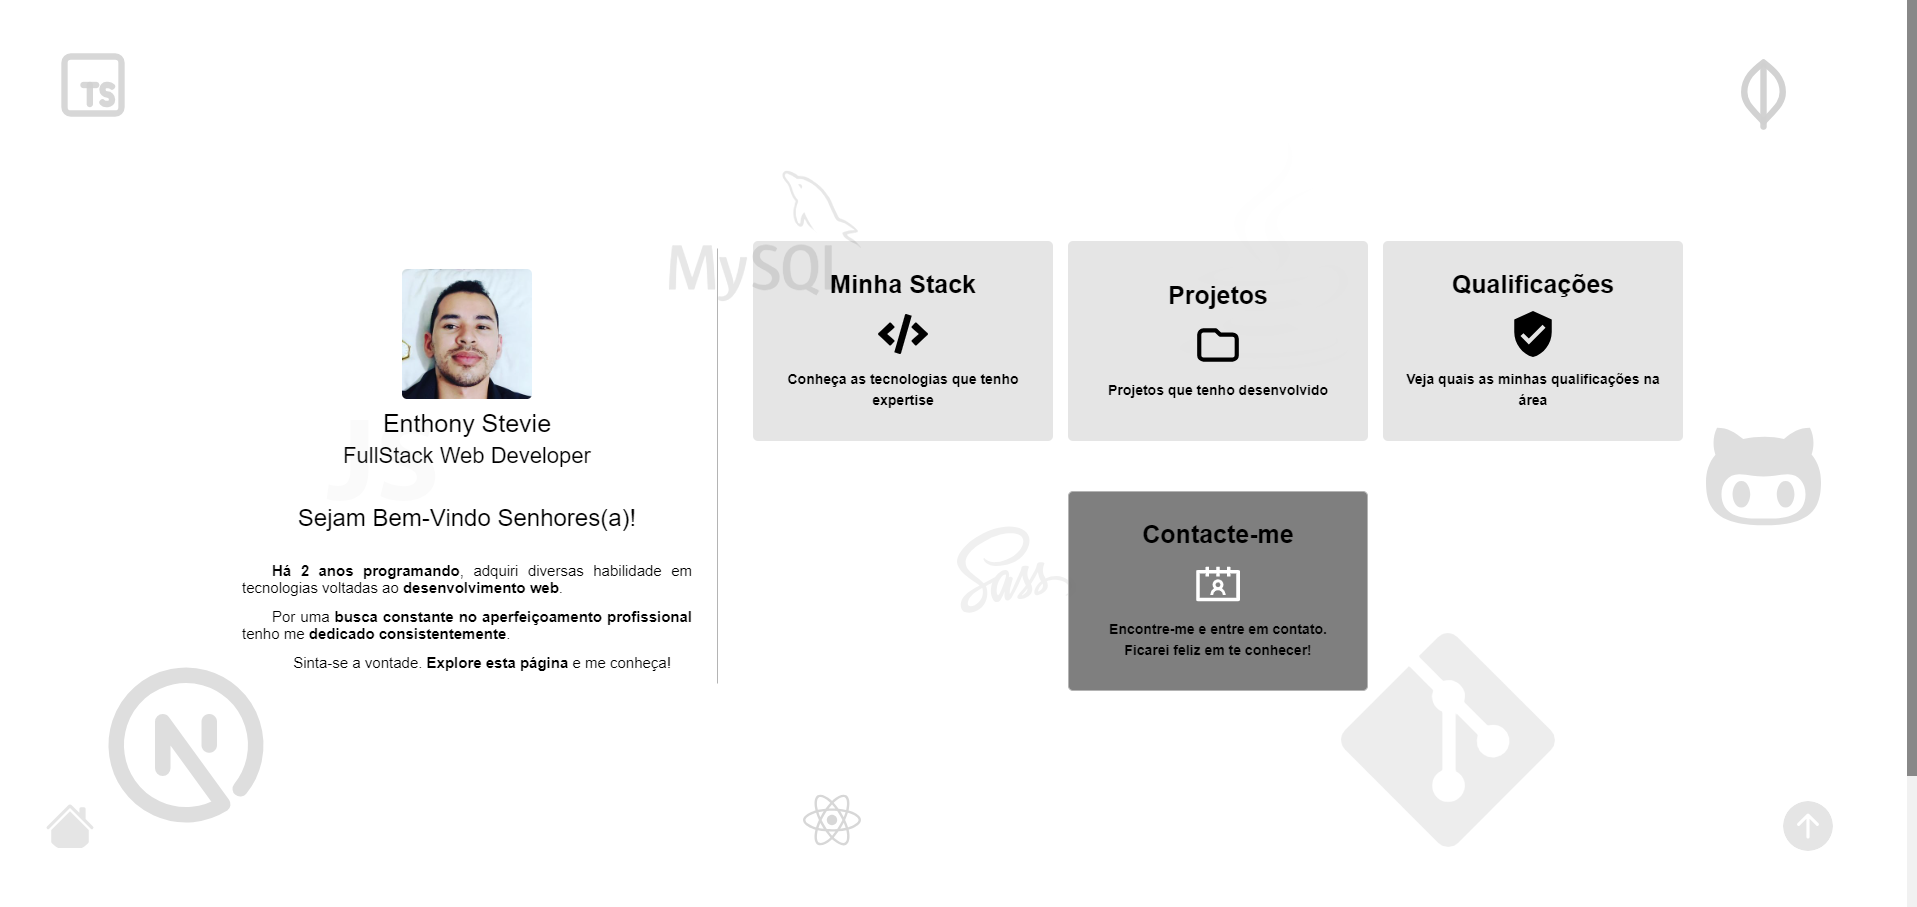 TS
MySQL
JS
Enthony Stevie
FullStack Web Developer
Sejam Bem-Vindo Senhores(a)!
Há 2 anos programando, adquiri diversas habilidade em
tecnologias voltadas ao desenvolvimento web.
Por uma busca constante no aperfeiçoamento profissional
tenho me dedicado consistentemente.
Sinta-se a vontade. Explore esta página e me conheça!
Minha Stack
Conheça as tecnologias que tenho
expertise
Projetos
Projetos que tenho desenvolvido
Qualificações
Veja quais as minhas qualificações na
área
Sass
Contacte-me
Encontre-me e entre em contato.
Ficarei feliz em te conhecer!
N